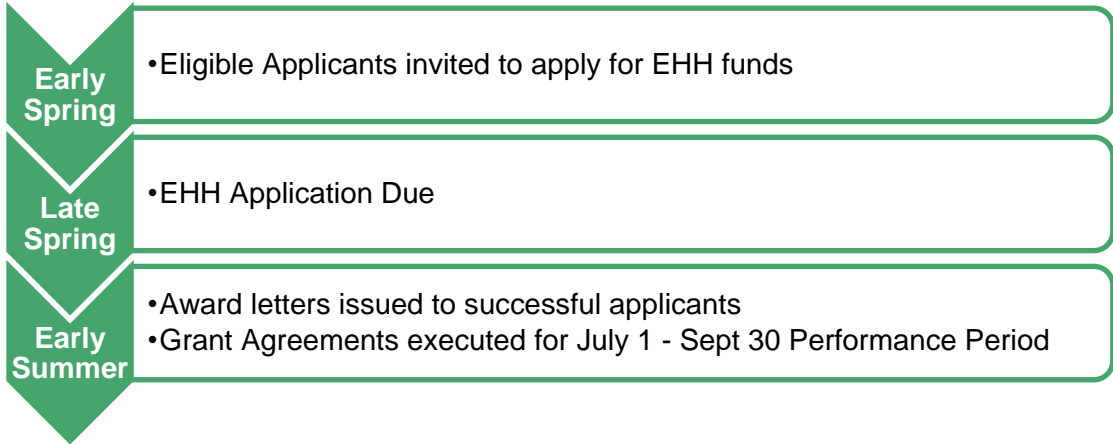 Early
Spring
•Eligible Applicants invited to apply for EHH funds
Late
Spring
•EHH Application Due
Early
Summer
•Award letters issued to successful applicants
•Grant Agreements executed for July 1 - Sept 30 Performance Period